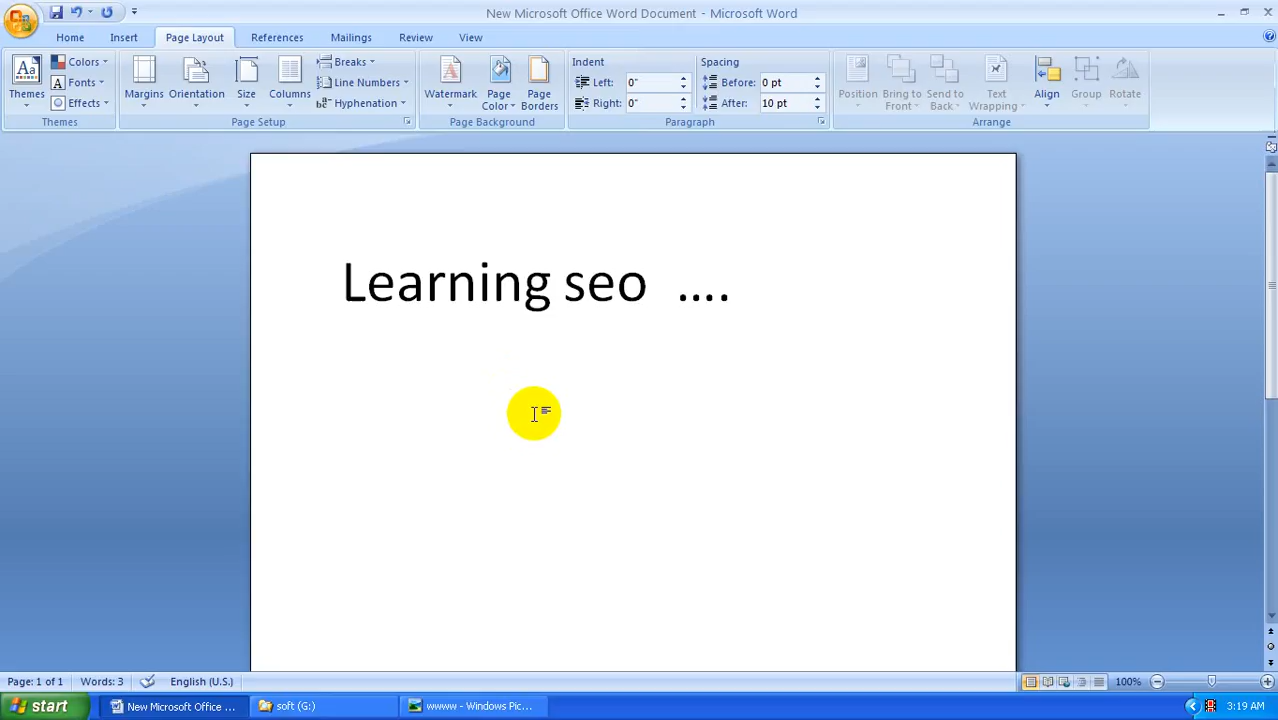 New Microsoft Office Word Document - Microsoft Word
Home Insert Page Layout References Mailings Review View
Themes
Colors
Fonts
Effects
Themes
Margins
Orientation
Size
Columns
Breaks
Line Numbers
Hyphenation
Page Setup
Watermark
Page Color
Page Borders
Page Background
Indent
Left: 0"
Right: 0"
Spacing
Before: 0 pt
After: 10 pt
Paragraph
Position
Bring to Front
Send to Back
Text Wrapping
Align
Group
Rotate
Arrange
Learning seo ....
Page: 1 of 1 Words: 3 English (U.S.) 100%
start New Microsoft Office ... soft (G:) wwww - Windows Pic... 3:19 AM